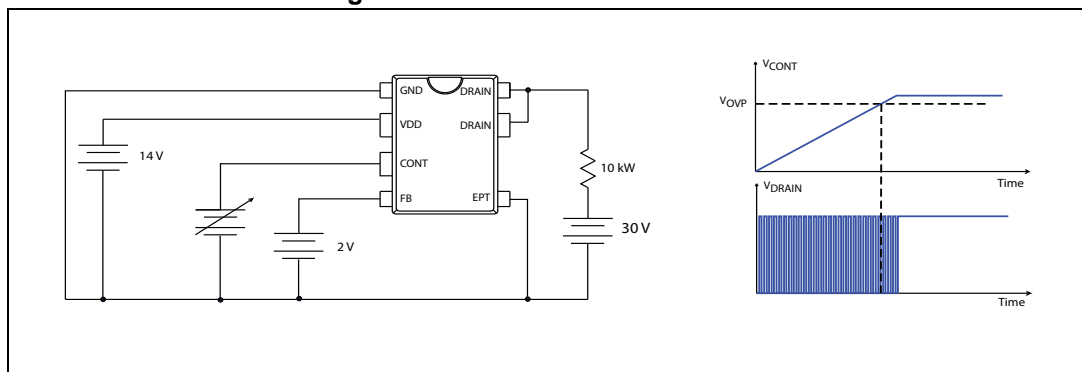 GND
DRAIN
VDD
DRAIN
CONT
FB
EPT
14 V
2 V
10 kW
30 V
VCONT
VOVP
Time
VDRAIN
Time